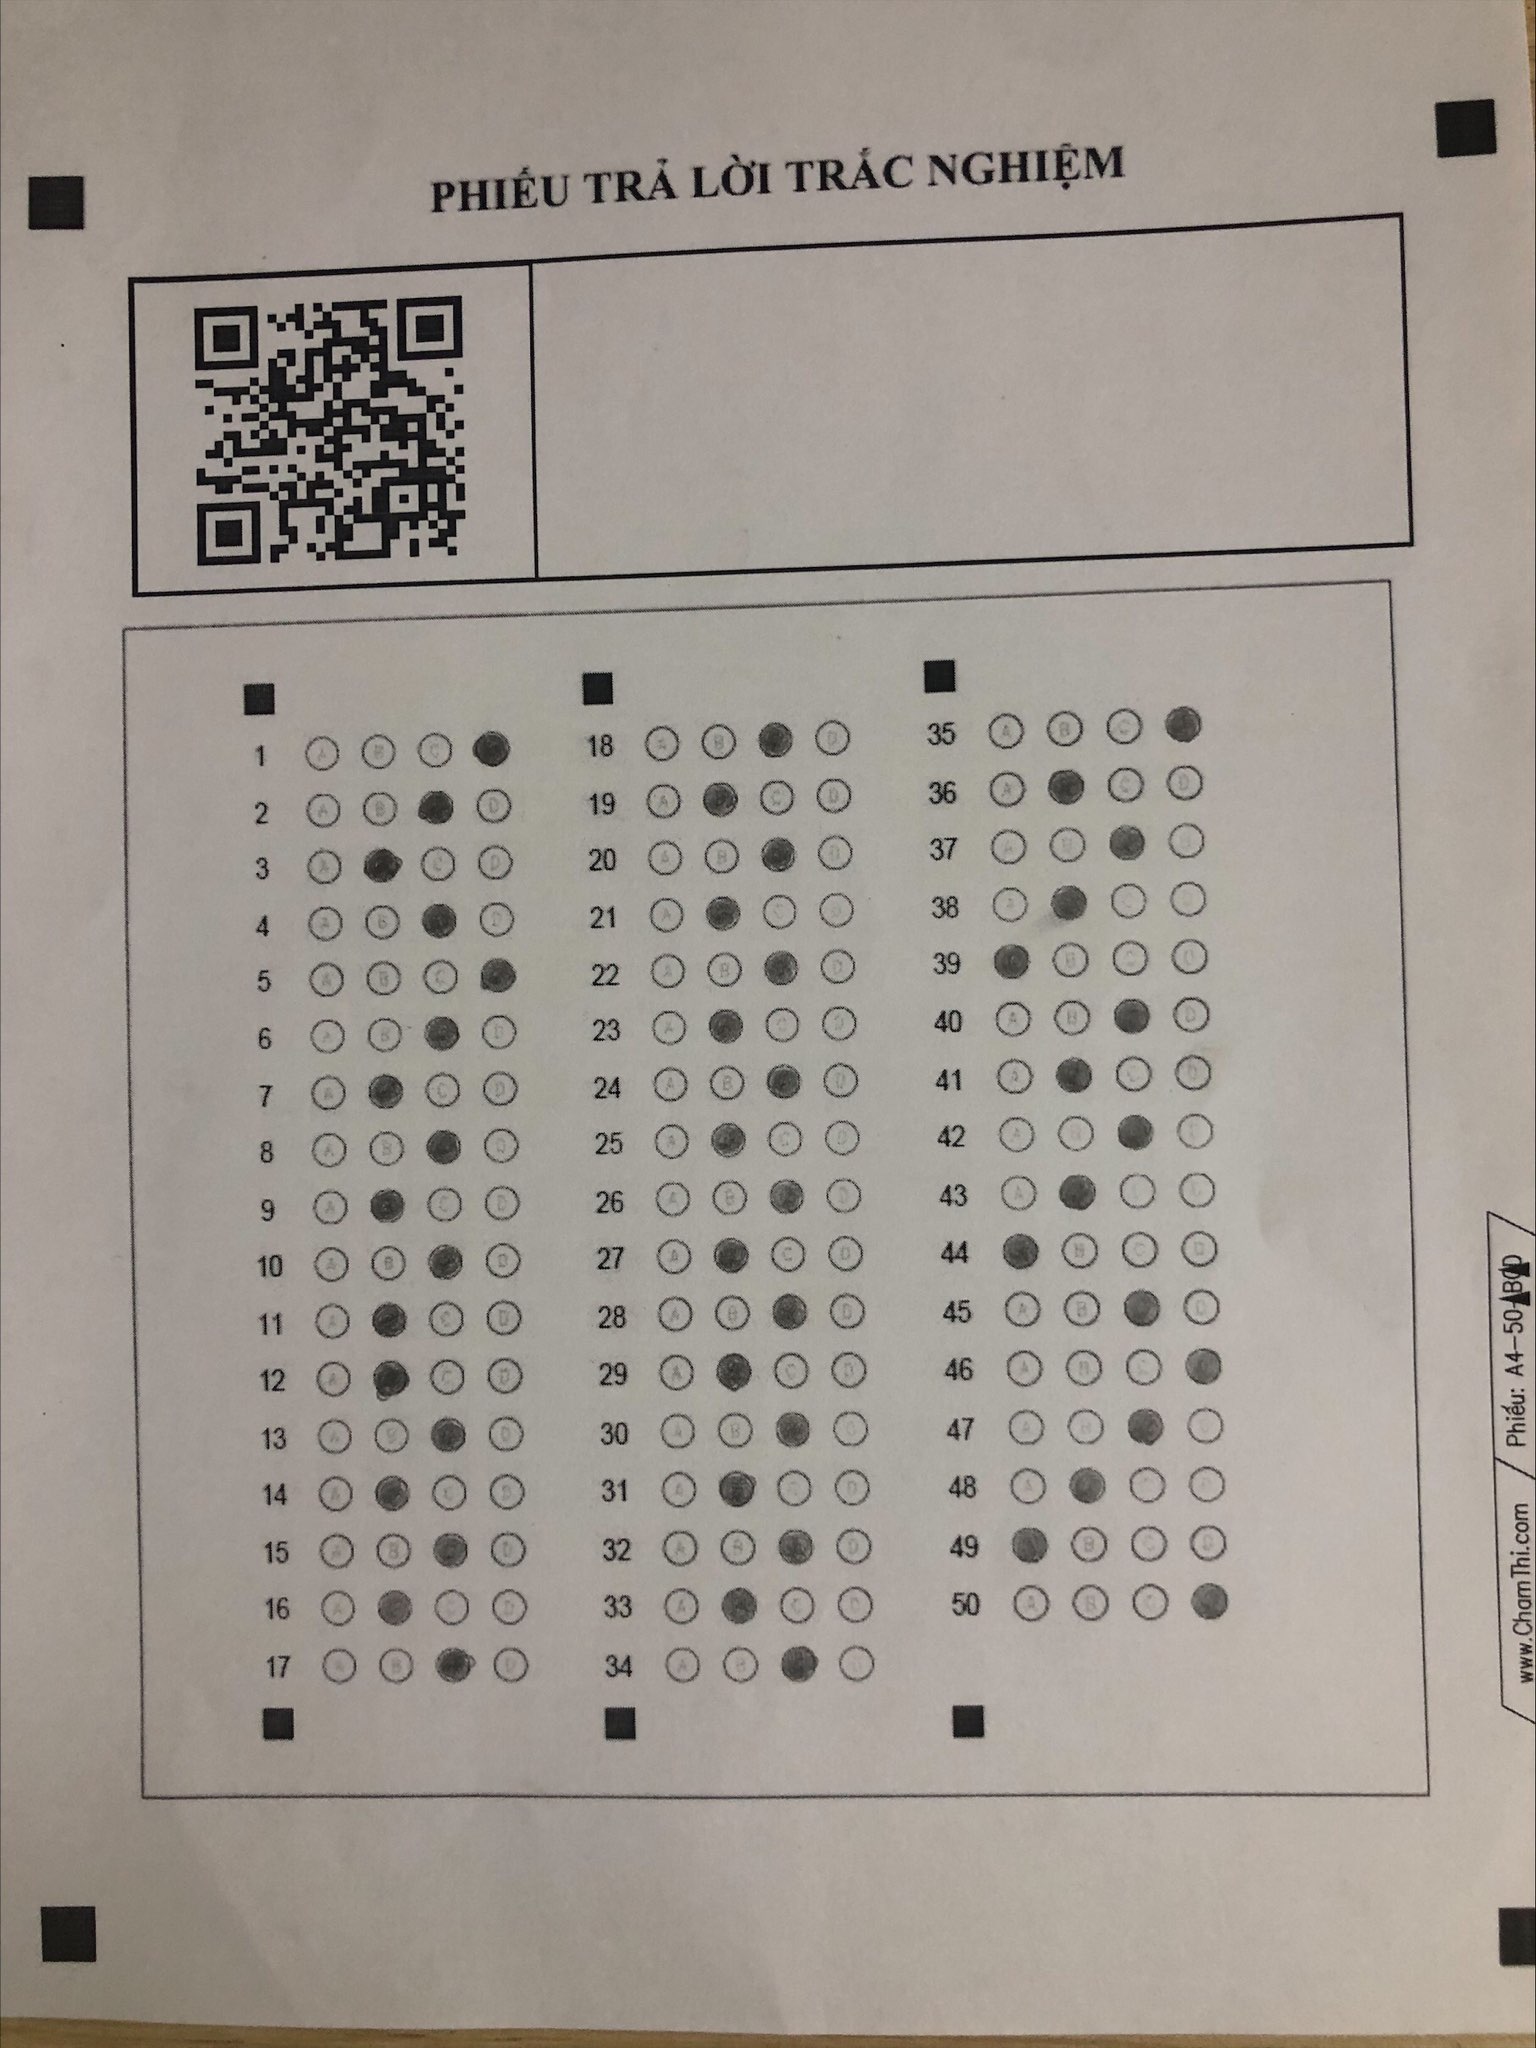 PHIẾU TRẢ LỜI TRẮC NGHIỆM
1 A B C
2 A B D
3 A C D
4 A B D
5 A B C
6 A B D
7 A C D
8 A B D
9 A C D
10 A B D
11 A C D
12 A C D
13 A B D
14 A C D
15 A B D
16 A C D
17 A B D
18 A B D
19 A C D
20 A B D
21 A C D
22 A B D
23 A C D
24 A B D
25 A C D
26 A B D
27 A C D
28 A B D
29 A C D
30 A B
31 A C D
32 A B D
33 A C D
34 A B
35 A B C
36 A C D
37 A B
38 A
39 B C D
40 A B D
41 A C D
42 A B
43 A
44 B C D
45 A B D
46 A B C
47 A B
48 A
49 B C D
50 A B C
www.ChamThi.com Phiếu: A4-50-ABCD